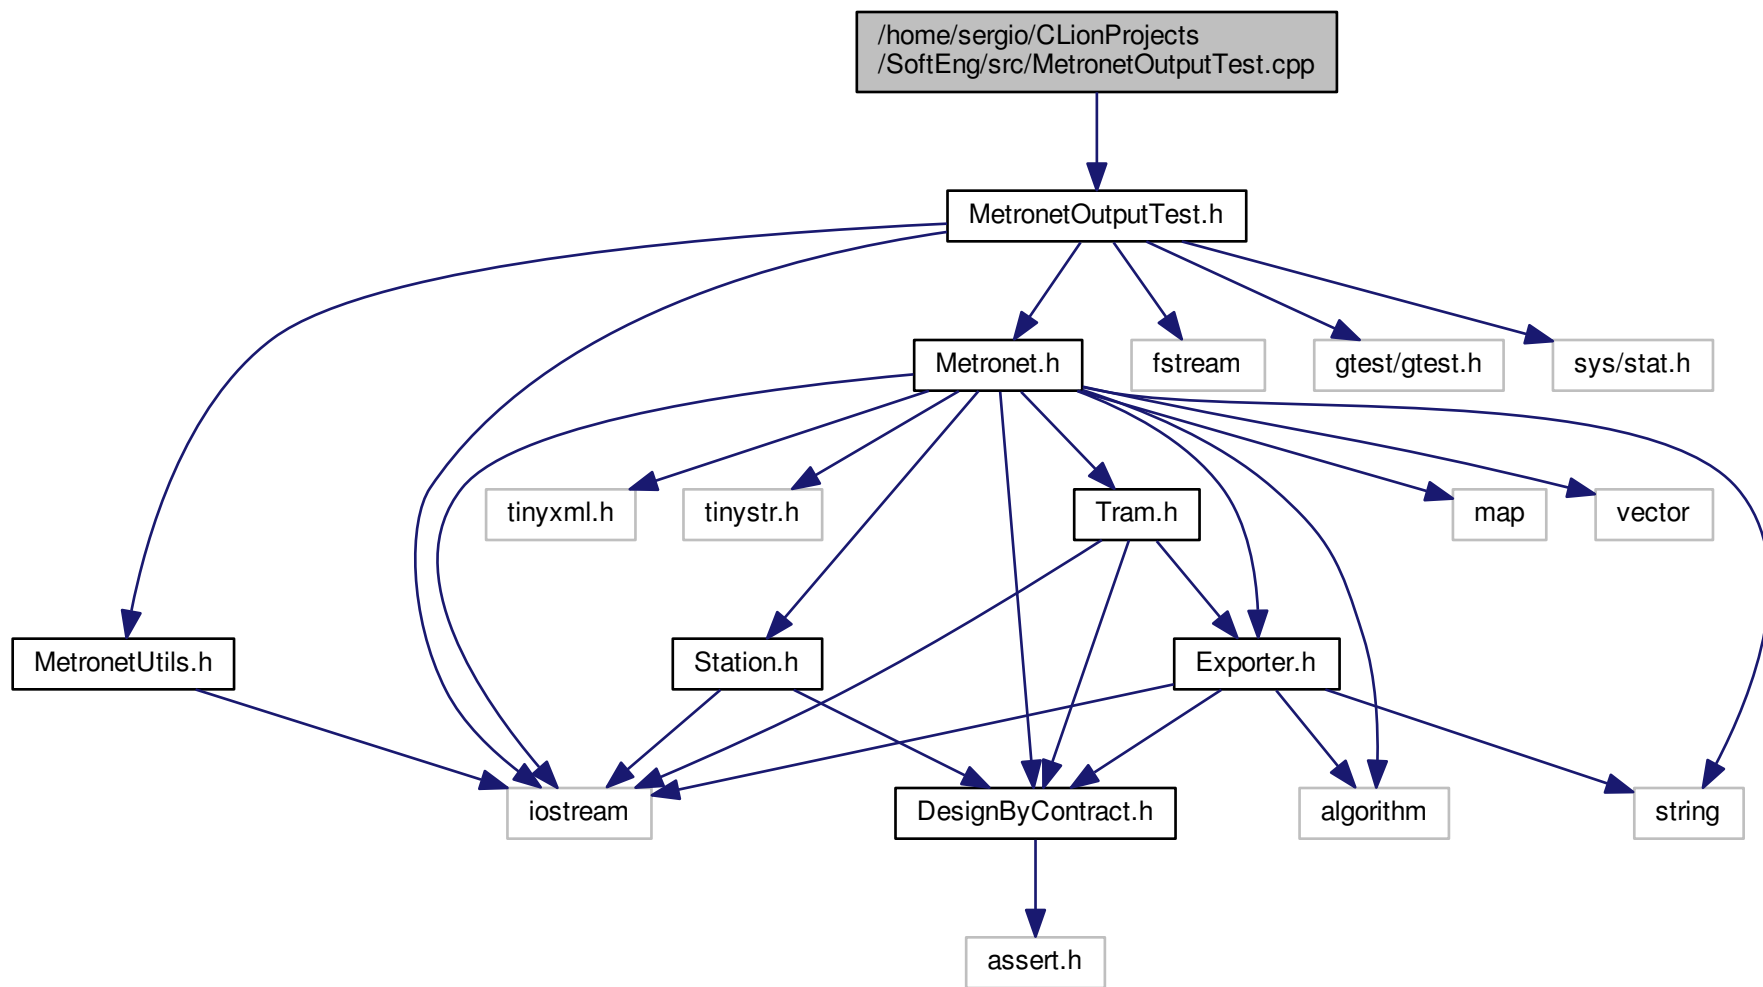 /home/sergio/CLionProjects
/SoftEng/src/MetronetOutputTest.cpp
MetronetOutputTest.h
Metronet.h
fstream
gtest/gtest.h
sys/stat.h
tinyxml.h
tinystr.h
Tram.h
map
vector
MetronetUtils.h
Station.h
Exporter.h
iostream
DesignByContract.h
algorithm
string
assert.h